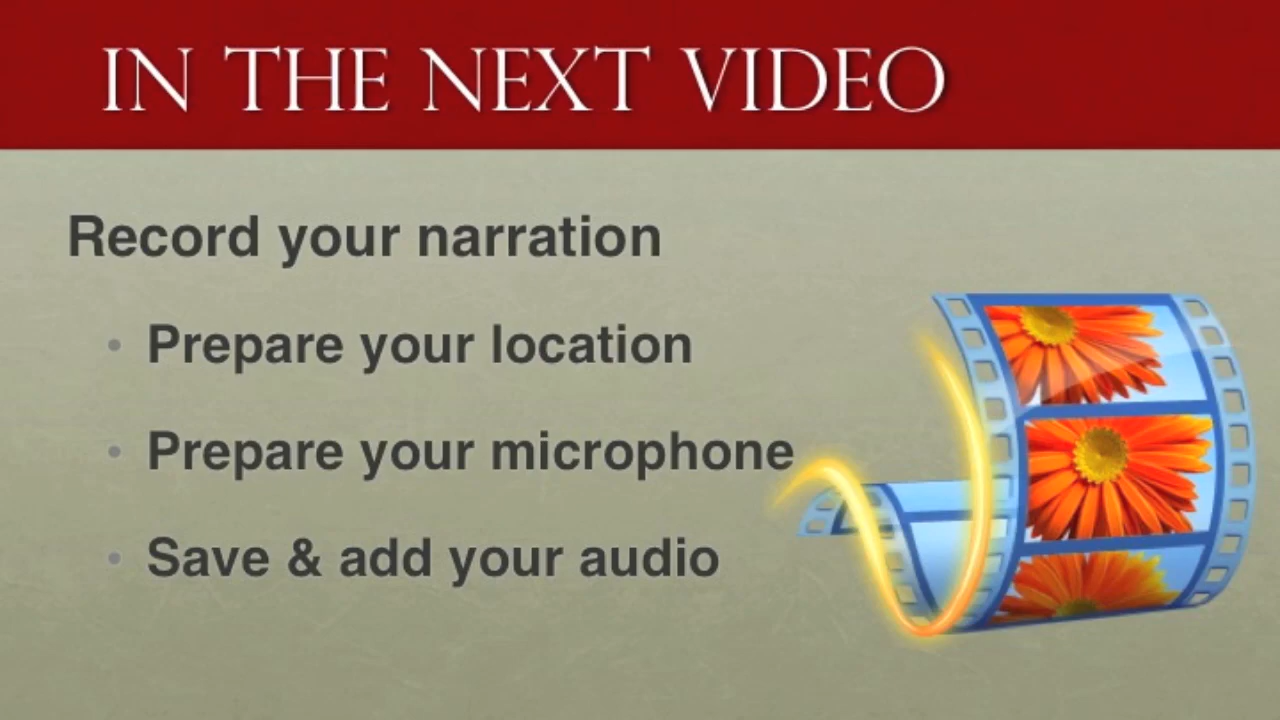 IN THE NEXT VIDEO
Record your narration
• Prepare your location
• Prepare your microphone
• Save & add your audio